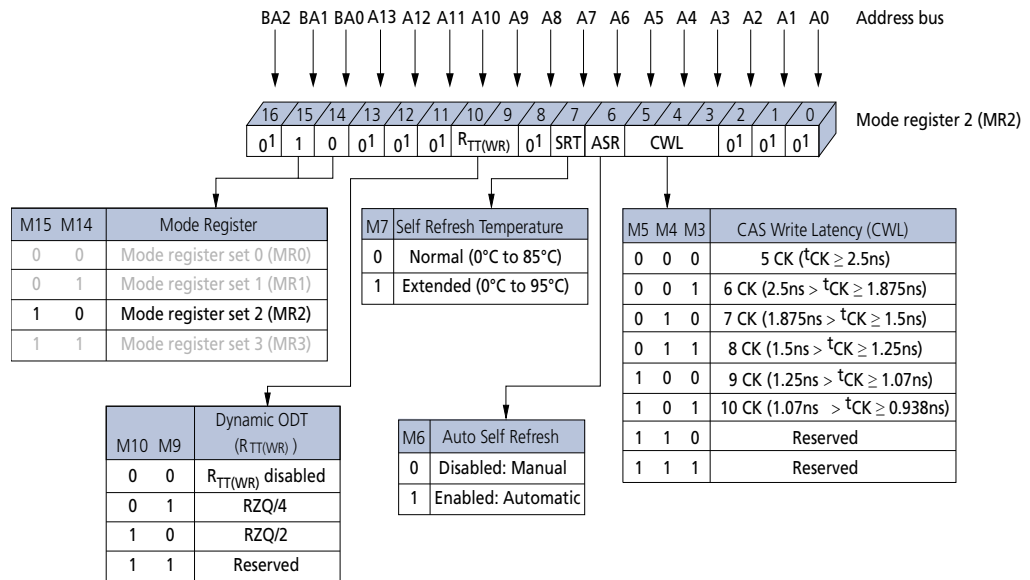 BA2 BA1 BA0 A13 A12 A11 A10 A9 A8 A7 A6 A5 A4 A3 A2 A1 A0 Address bus
16 15 14 13 12 11 10 9 8 7 6 5 4 3 2 1 0 Mode register 2 (MR2)
0¹ 1 0 0¹ 0¹ 0¹ RTT(WR) 0¹ SRT ASR CWL 0¹ 0¹ 0¹
M15 M14 Mode Register
0 0 Mode register set 0 (MR0)
0 1 Mode register set 1 (MR1)
1 0 Mode register set 2 (MR2)
1 1 Mode register set 3 (MR3)
M7 Self Refresh Temperature
0 Normal (0°C to 85°C)
1 Extended (0°C to 95°C)
M5 M4 M3 CAS Write Latency (CWL)
0 0 0 5 CK (tCK ≥ 2.5ns)
0 0 1 6 CK (2.5ns > tCK ≥ 1.875ns)
0 1 0 7 CK (1.875ns > tCK ≥ 1.5ns)
0 1 1 8 CK (1.5ns > tCK ≥ 1.25ns)
1 0 0 9 CK (1.25ns > tCK ≥ 1.07ns)
1 0 1 10 CK (1.07ns > tCK ≥ 0.938ns)
1 1 0 Reserved
1 1 1 Reserved
M10 M9 Dynamic ODT
(RTT(WR) )
0 0 RTT(WR) disabled
0 1 RZQ/4
1 0 RZQ/2
1 1 Reserved
M6 Auto Self Refresh
0 Disabled: Manual
1 Enabled: Automatic